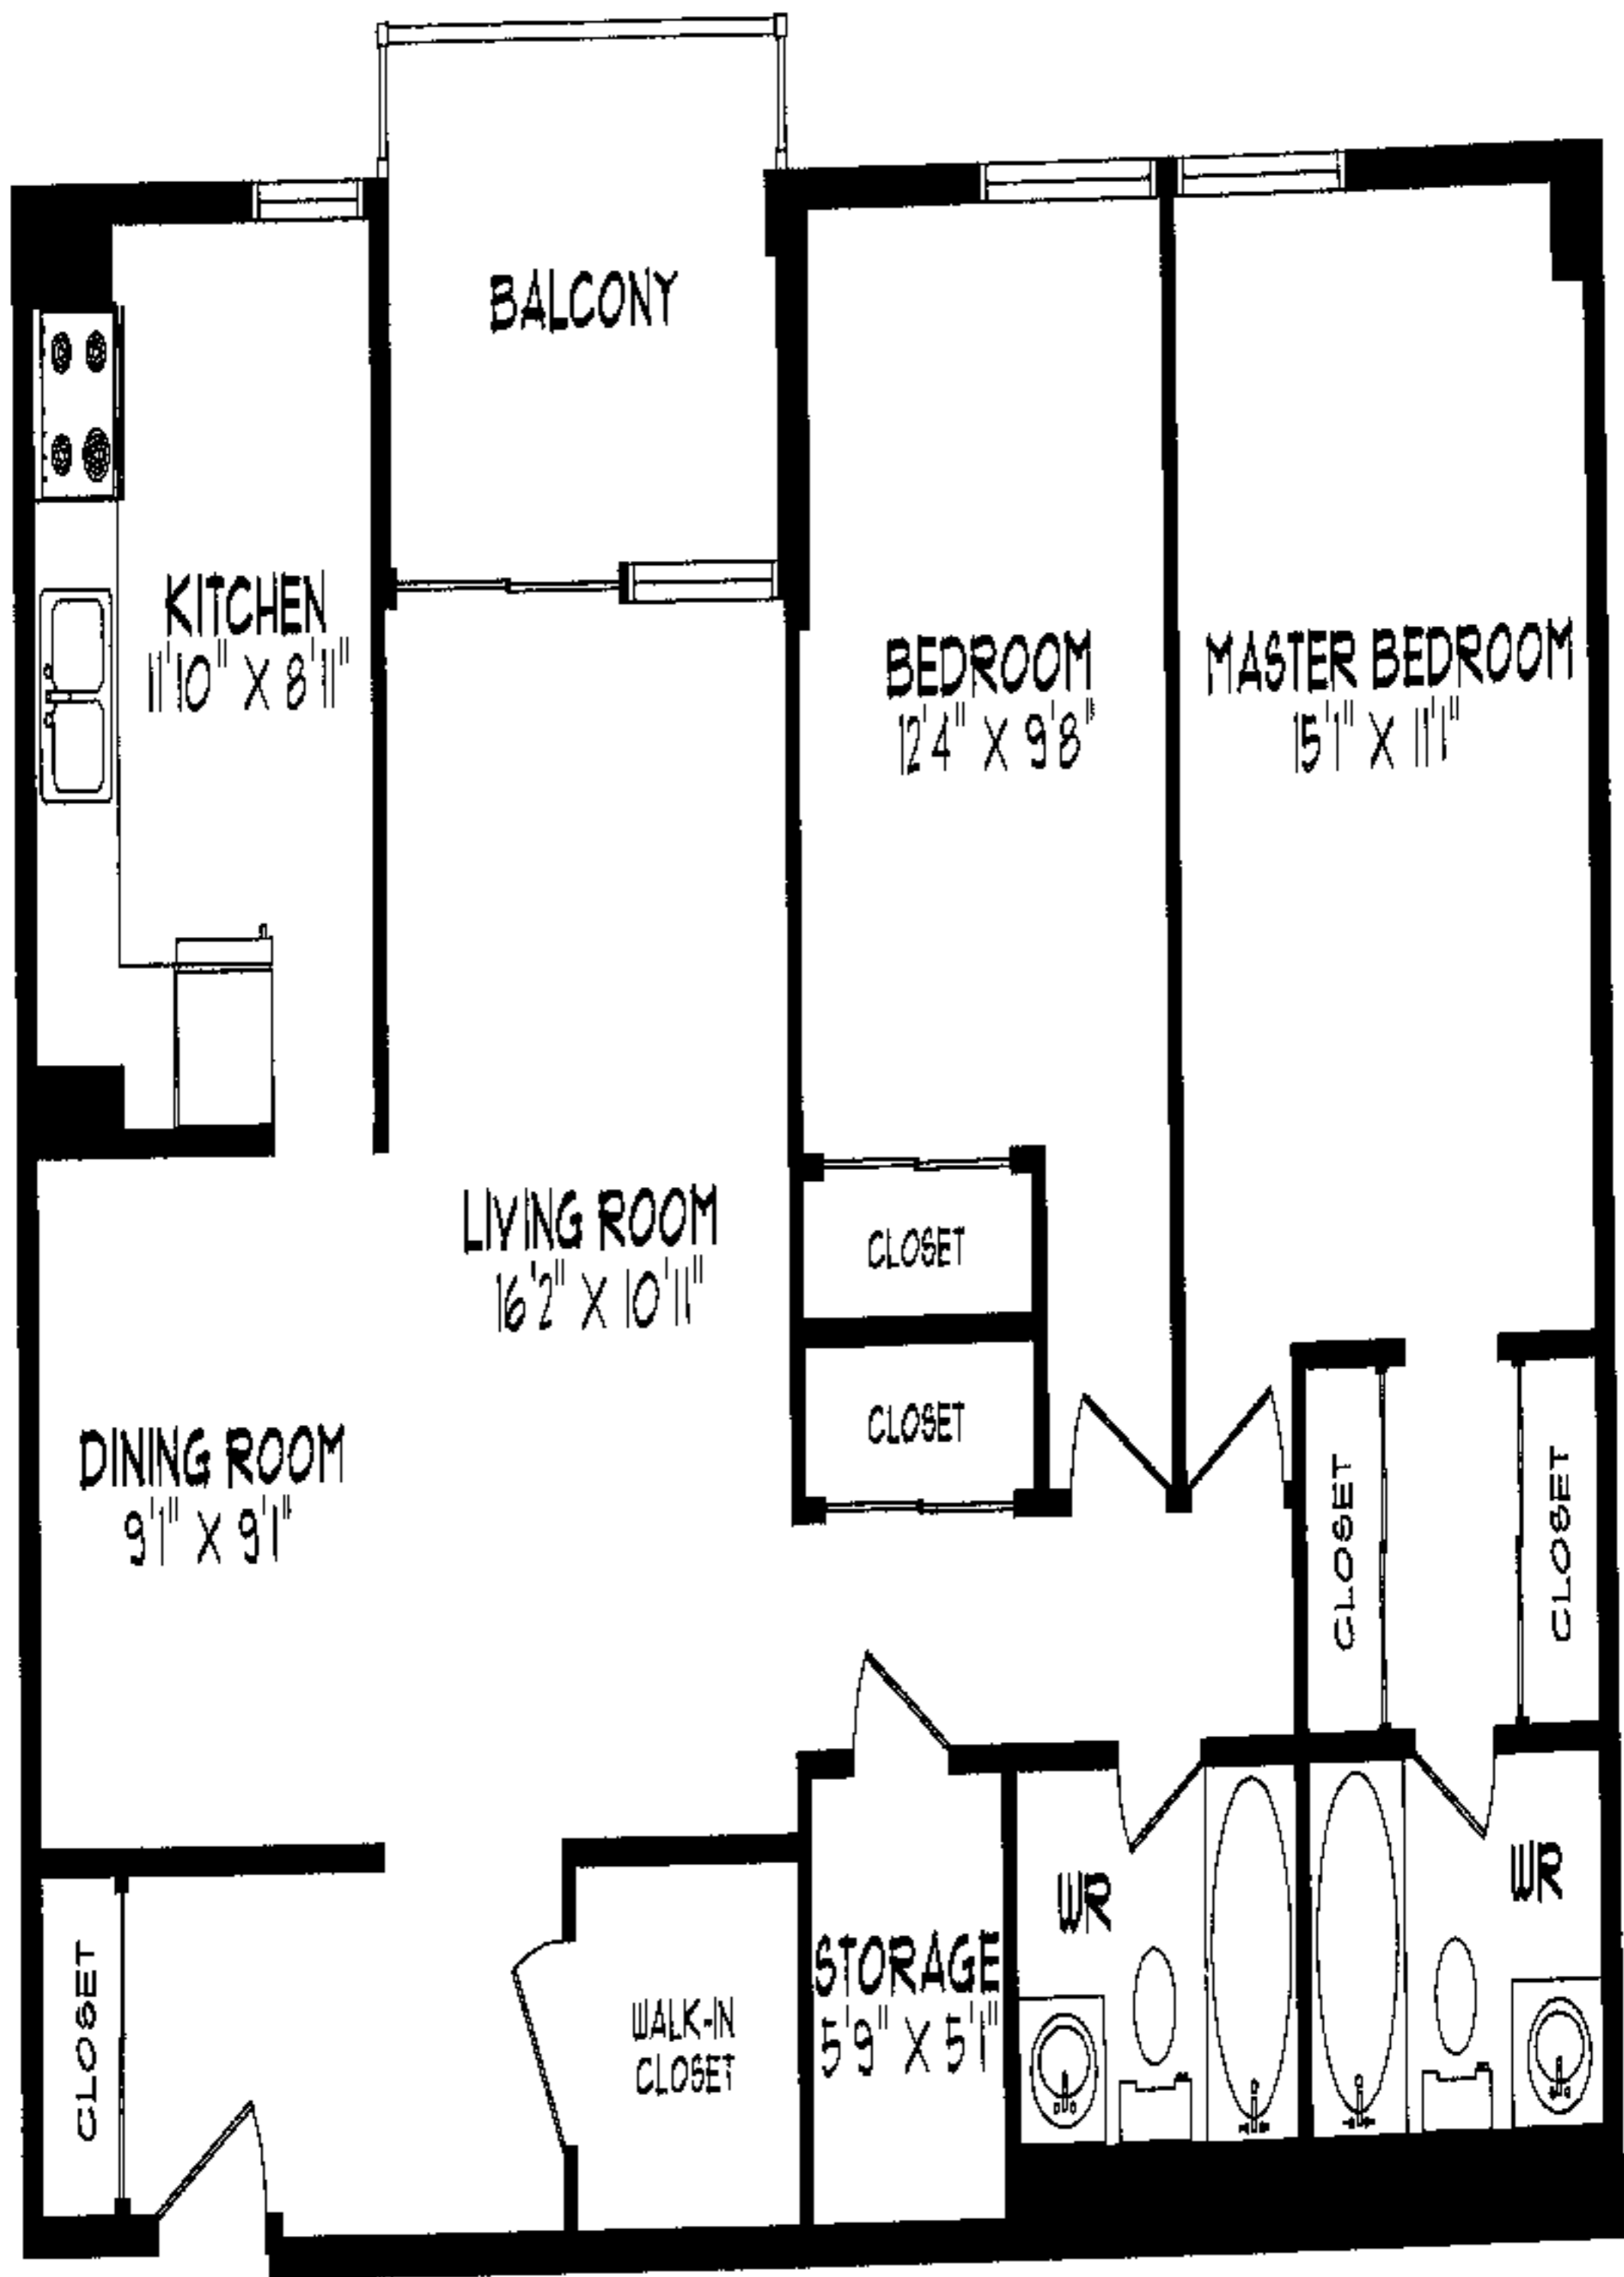 BALCONY
KITCHEN
11'10" X 8'11"
BEDROOM
12'4" X 9'8"
MASTER BEDROOM
15'1" X 11'1"
LIVING ROOM
16'2" X 10'11"
CLOSET
CLOSET
DINING ROOM
9'1" X 9'1"
CLOSET
CLOSET
WR
WR
STORAGE
5'9" X 5'1"
WALK-IN
CLOSET
CLOSET